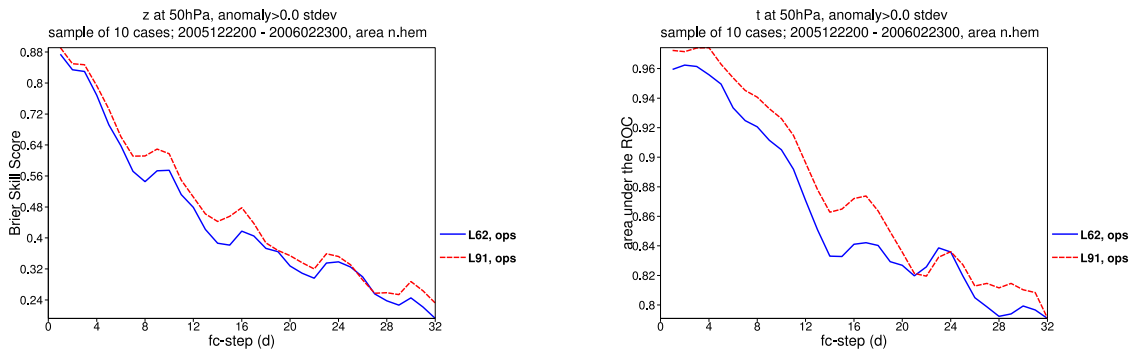 z at 50hPa, anomaly>0.0 stdev
sample of 10 cases; 2005122200 - 2006022300, area n.hem
Brier Skill Score
0.88
0.8
0.72
0.64
0.56
0.48
0.4
0.32
0.24
0 4 8 12 16 20 24 28 32
fc-step (d)
L62, ops
L91, ops
t at 50hPa, anomaly>0.0 stdev
sample of 10 cases; 2005122200 - 2006022300, area n.hem
area under the ROC
0.96
0.94
0.92
0.9
0.88
0.86
0.84
0.82
0.8
0 4 8 12 16 20 24 28 32
fc-step (d)
L62, ops
L91, ops